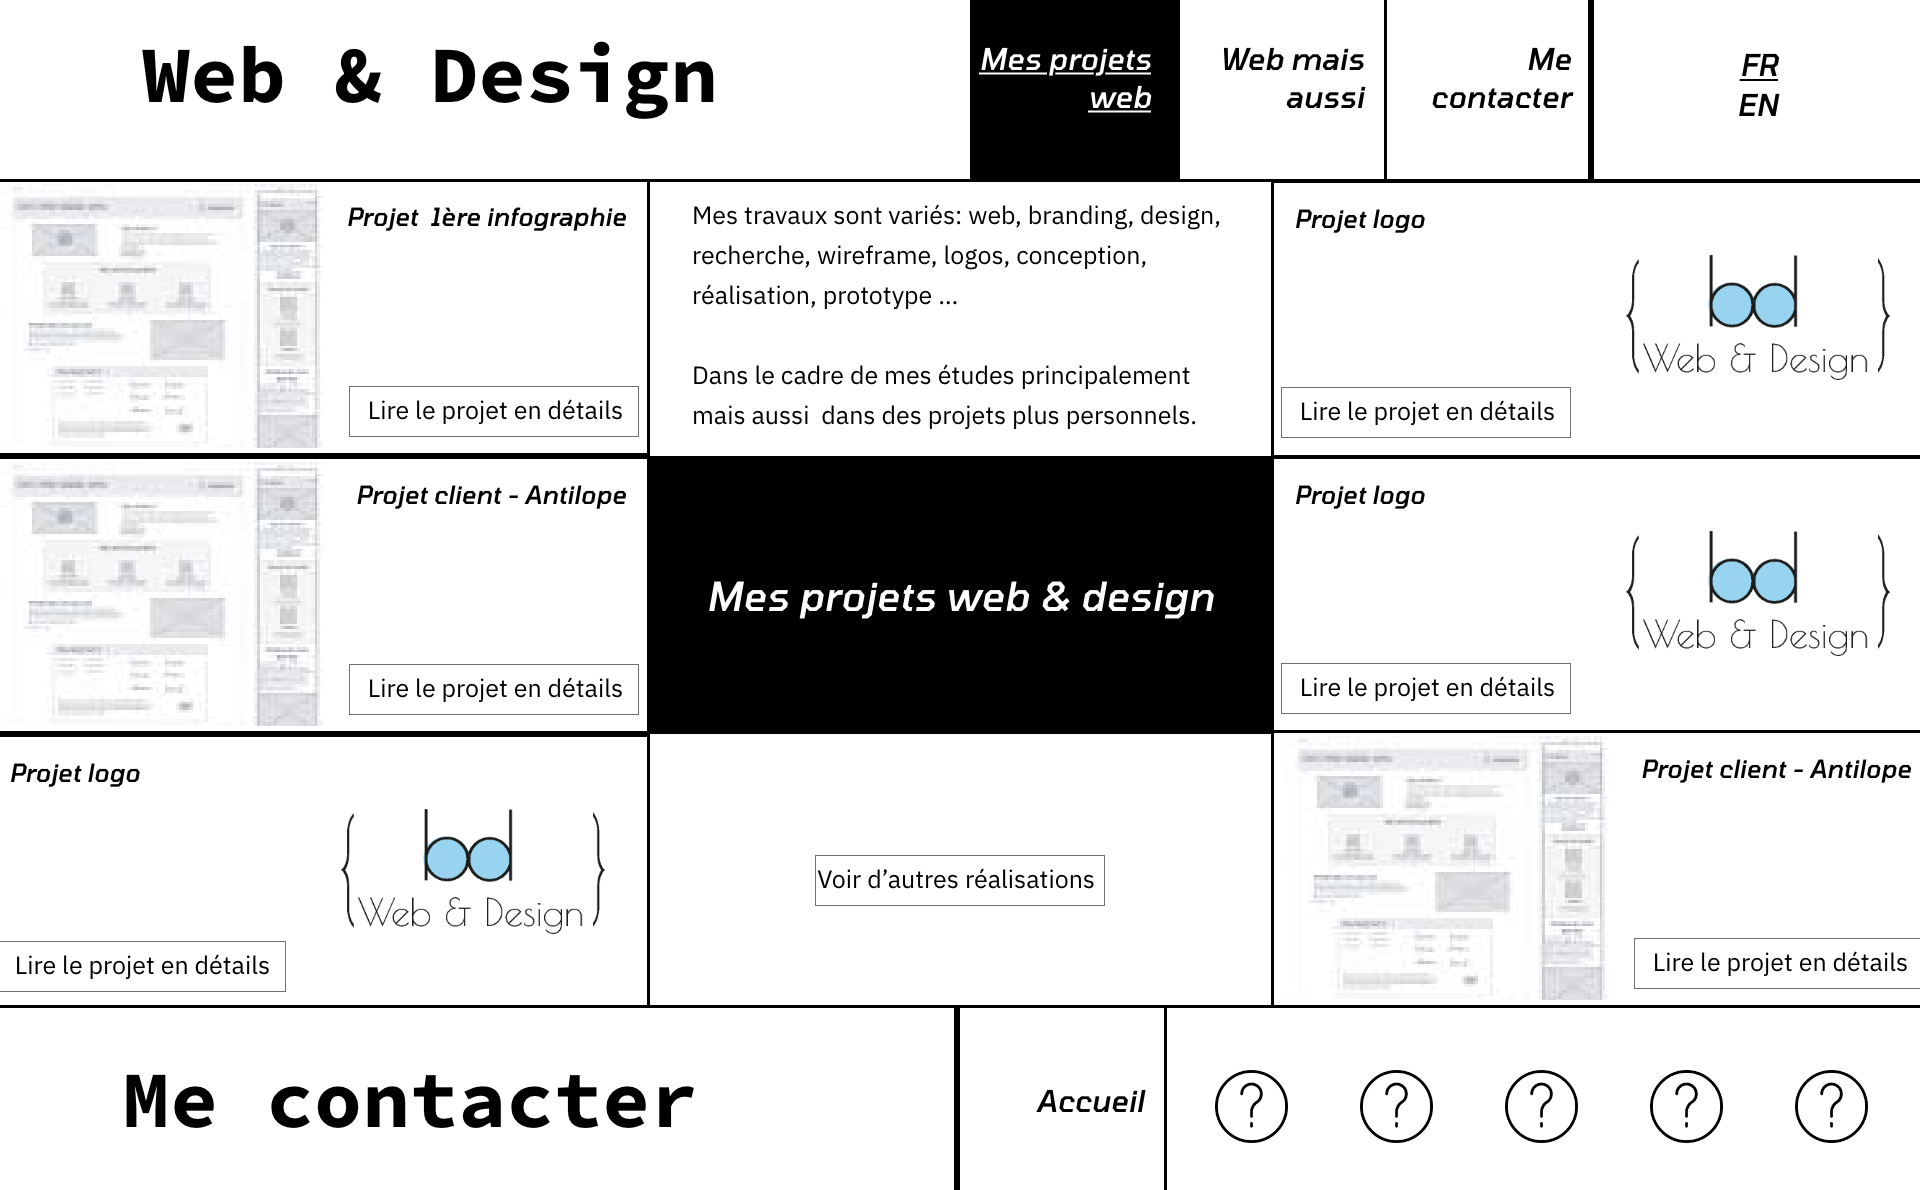 Web & Design
Mes projets
web
Web mais
aussi
Me
contacter
FR
EN
Projet  1ère infographie
Lire le projet en détails
Mes travaux sont variés: web, branding, design,
recherche, wireframe, logos, conception,
réalisation, prototype ...
Dans le cadre de mes études principalement
mais aussi  dans des projets plus personnels.
Projet logo
Web & Design
Lire le projet en détails
Projet client - Antilope
Lire le projet en détails
Mes projets web & design
Projet logo
Web & Design
Lire le projet en détails
Projet logo
Web & Design
Lire le projet en détails
Voir d’autres réalisations
Projet client - Antilope
Lire le projet en détails
Me contacter
Accueil
? ? ? ? ?